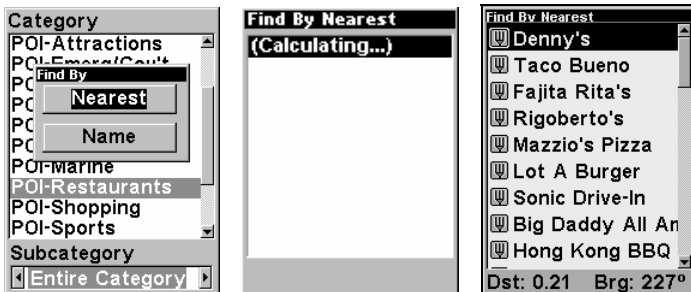 Category
POI-Attractions
Find By
Nearest
Name
POI-Marine
POI-Restaurants
POI-Shopping
POI-Sports
Subcategory
Entire Category
Find By Nearest
(Calculating...)
Find By Nearest
Denny's
Taco Bueno
Fajita Rita's
Rigoberto's
Mazzio's Pizza
Lot A Burger
Sonic Drive-In
Big Daddy All Am
Hong Kong BBQ
Dst: 0.21 Brg: 227º